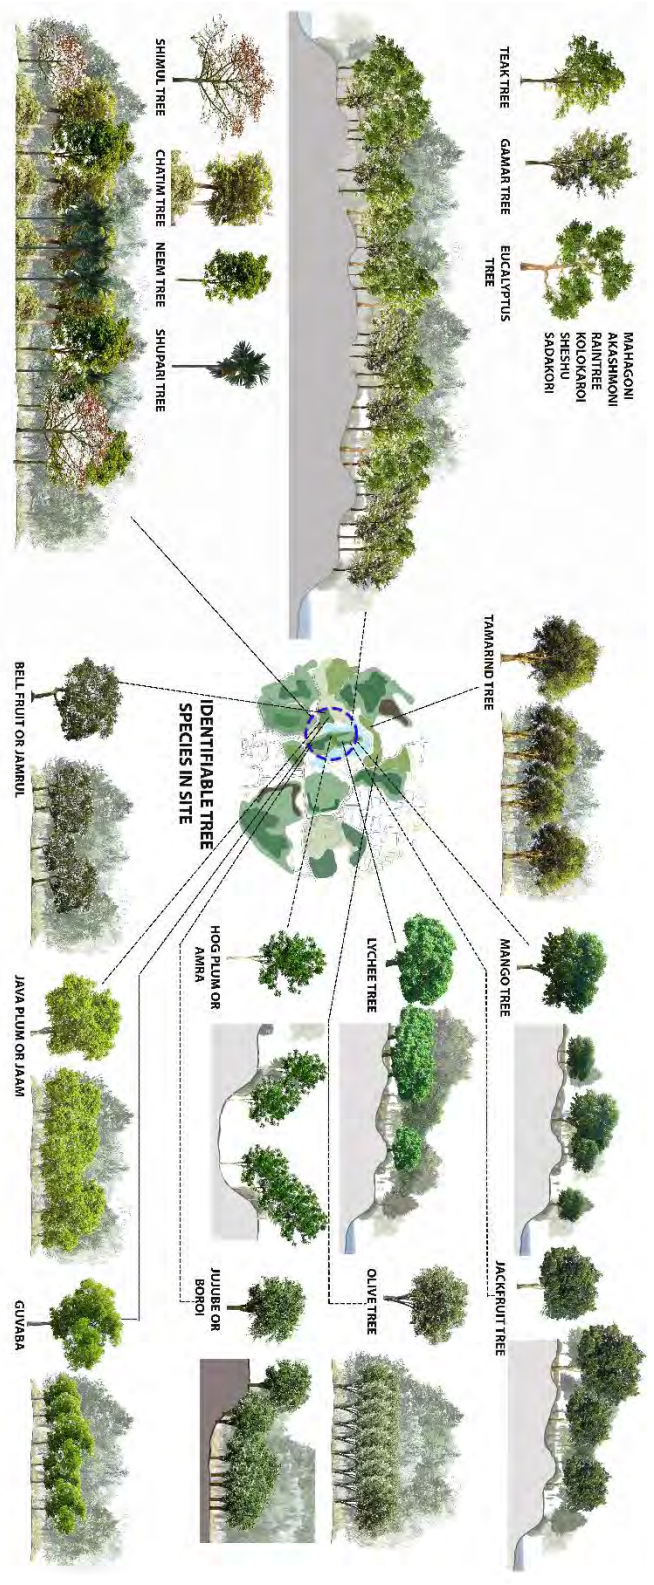 TEAK TREE
GAMAR TREE
EUCALYPTUS
TREE
MAHAGONI
AKASHMONI
RAINTREE
KOLOKAROI
SHESHU
SADAKORI
SHIMUL TREE
CHATIM TREE
NEEM TREE
SHUPARI TREE
TAMARIND TREE
MANGO TREE
JACKFRUIT TREE
LYCHEE TREE
OLIVE TREE
IDENTIFIABLE TREE
SPECIES IN SITE
HOG PLUM OR
AMRA
JUJUBE OR
BOROI
BELL FRUIT OR JAMRUL
JAVA PLUM OR JAAM
GUVABA